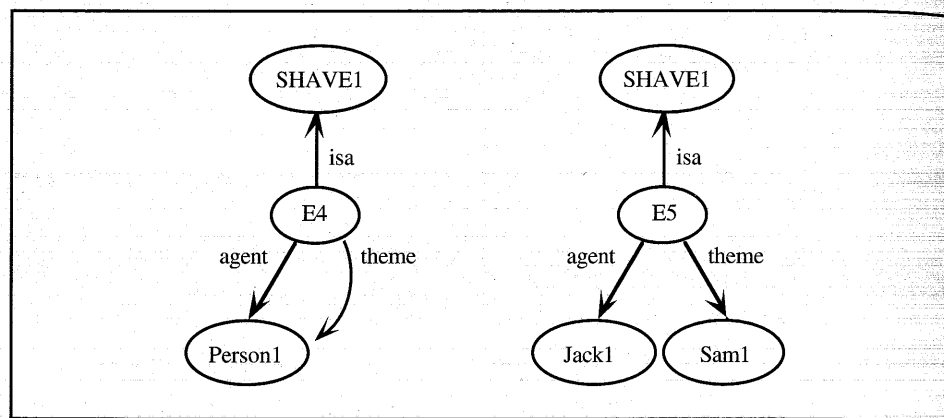 SHAVE1 SHAVE1
isa isa
E4 E5
agent theme agent theme
Person1 Jack1 Sam1